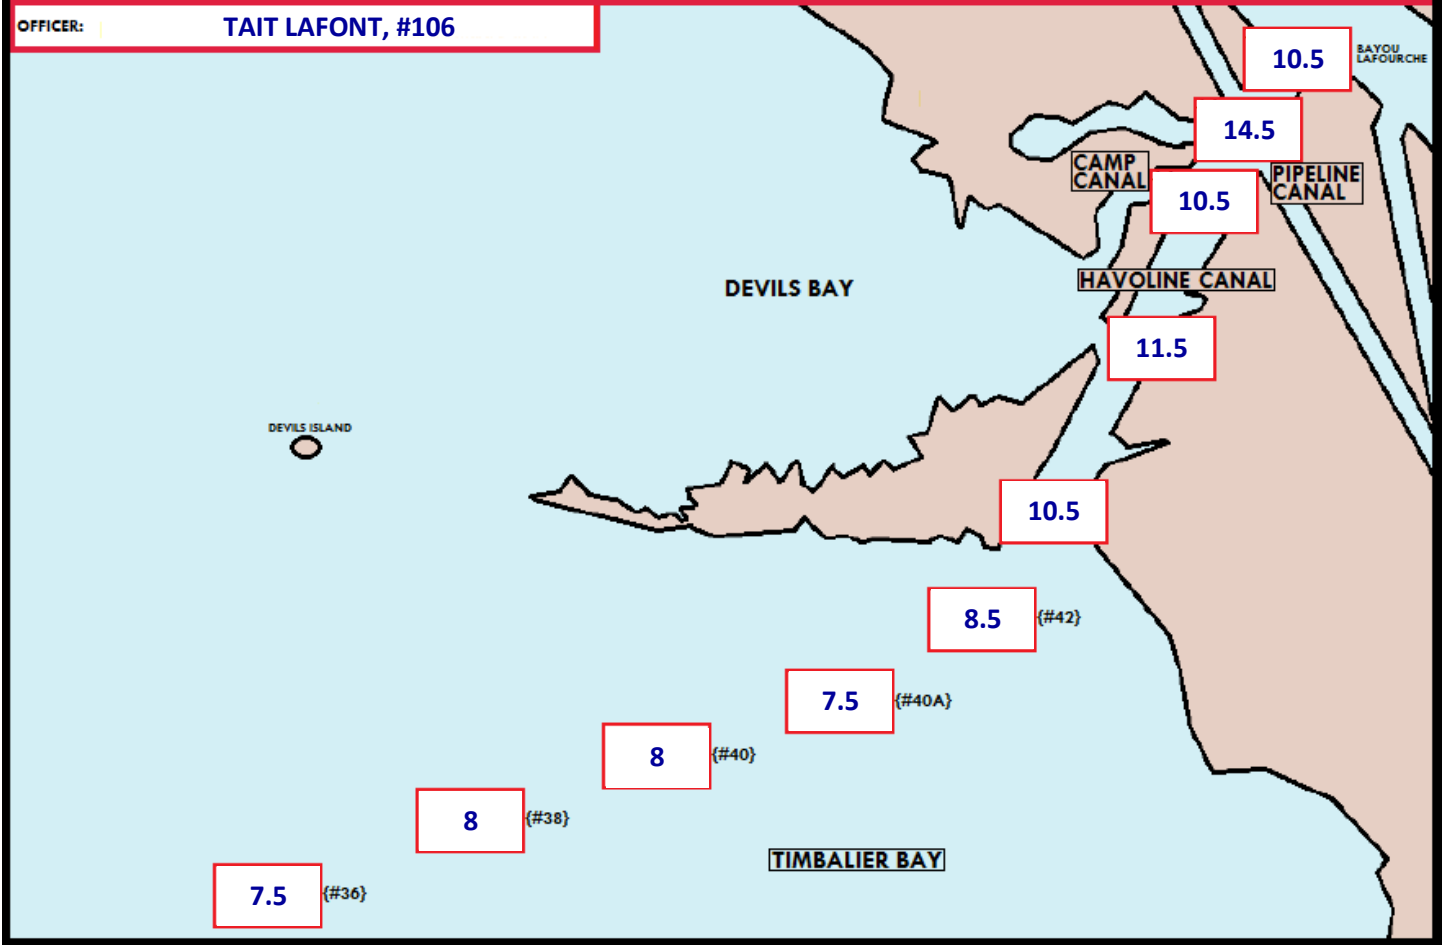 OFFICER: TAIT LAFONT, #106
10.5
BAYOU
LAFOURCHE
14.5
CAMP
CANAL
PIPELINE
CANAL
10.5
HAVOLINE CANAL
DEVILS BAY
11.5
DEVILS ISLAND
10.5
8.5 {#42}
7.5 {#40A}
8 {#40}
8 {#38}
TIMBALIER BAY
7.5 {#36}